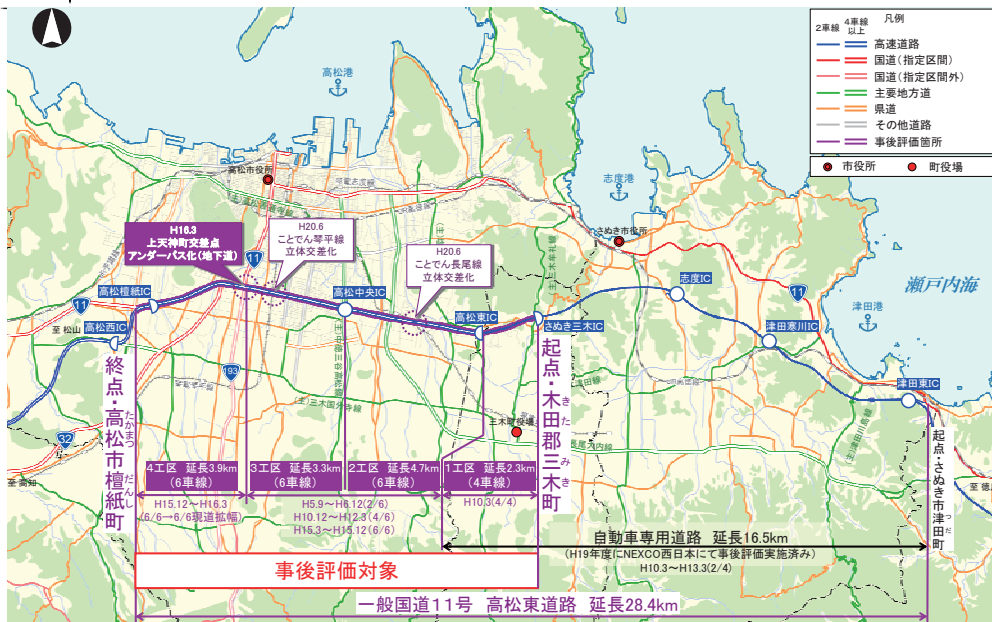 凡例
2車線
4車線
以上
高速道路
国道(指定区間)
国道(指定区間外)
主要地方道
県道
その他道路
事後評価箇所
市役所
町役場
高松港
高松市役所
志度港
さぬき市役所
H16.3
上天神町交差点
アンダーパス化(地下道)
H20.6
ことでん琴平線
立体交差化
H20.6
ことでん長尾線
立体交差化
11
11
11
193
32
高松檀紙IC
高松西IC
至 松山
至 高知
高松中央IC
高松東IC
さぬき三木IC
志度IC
津田寒川IC
津田東IC
瀬戸内海
津田港
(主)三木国分寺線
三木町役場
終点・高松市檀紙町
たかまつ
だんし
起点・木田郡三木町
きた
みき
起点・さぬき市津田町
つだ
4工区 延長3.9km
(6車線)
3工区 延長3.3km
(6車線)
2工区 延長4.7km
(6車線)
1工区 延長2.3km
(4車線)
H15.12~H16.3
(6/6→6/6現道拡幅)
H5.9~H6.12(2/6)
H10.12~H12.3(4/6)
H15.3~H15.12(6/6)
H10.3(4/4)
自動車専用道路 延長16.5km
(H19年度にNEXCO西日本にて事後評価実施済み)
H10.3~H13.3(2/4)
事後評価対象
一般国道11号 高松東道路 延長28.4km